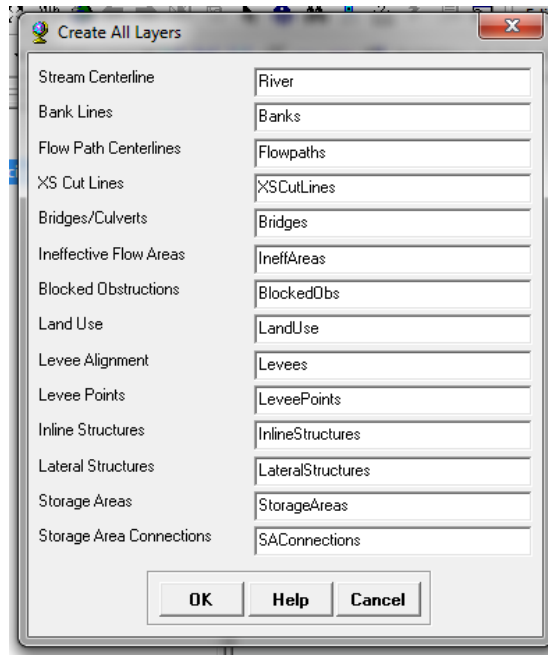 Create All Layers
Stream Centerline River
Bank Lines Banks
Flow Path Centerlines Flowpaths
XS Cut Lines XSCutLines
Bridges/Culverts Bridges
Ineffective Flow Areas IneffAreas
Blocked Obstructions BlockedObs
Land Use LandUse
Levee Alignment Levees
Levee Points LeveePoints
Inline Structures InlineStructures
Lateral Structures LateralStructures
Storage Areas StorageAreas
Storage Area Connections SAConnections
OK Help Cancel